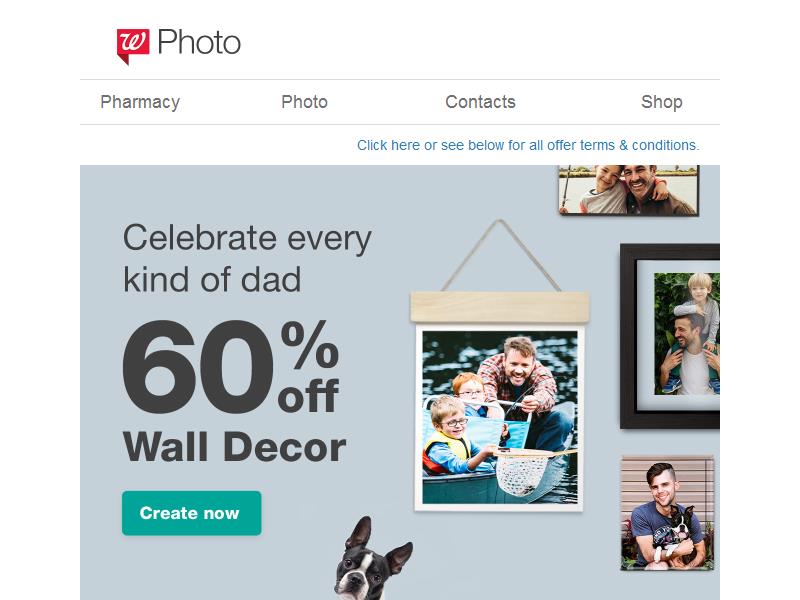 W Photo
Pharmacy Photo Contacts Shop
Click here or see below for all offer terms & conditions.
Celebrate every
kind of dad
60% off
Wall Decor
Create now